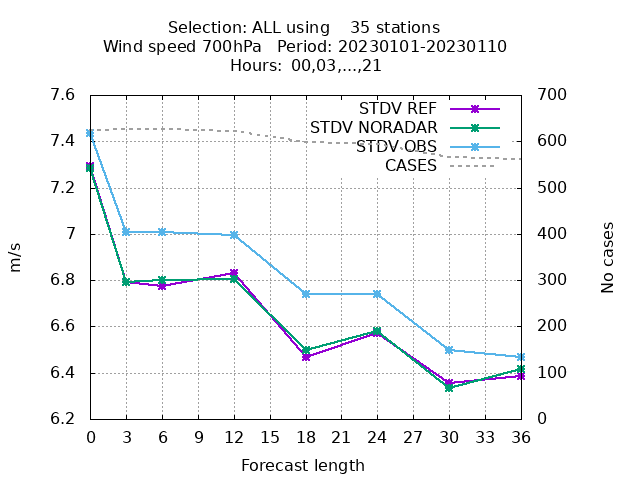 Selection: ALL using    35 stations
Wind speed 700hPa   Period: 20230101-20230110
Hours:  00,03,...,21
7.6
7.4
7.2
7
6.8
6.6
6.4
6.2
m/s
STDV REF
STDV NORADAR
STDV OBS
CASES
700
600
500
400
300
200
100
0
No cases
0 3 6 9 12 15 18 21 24 27 30 33 36
Forecast length